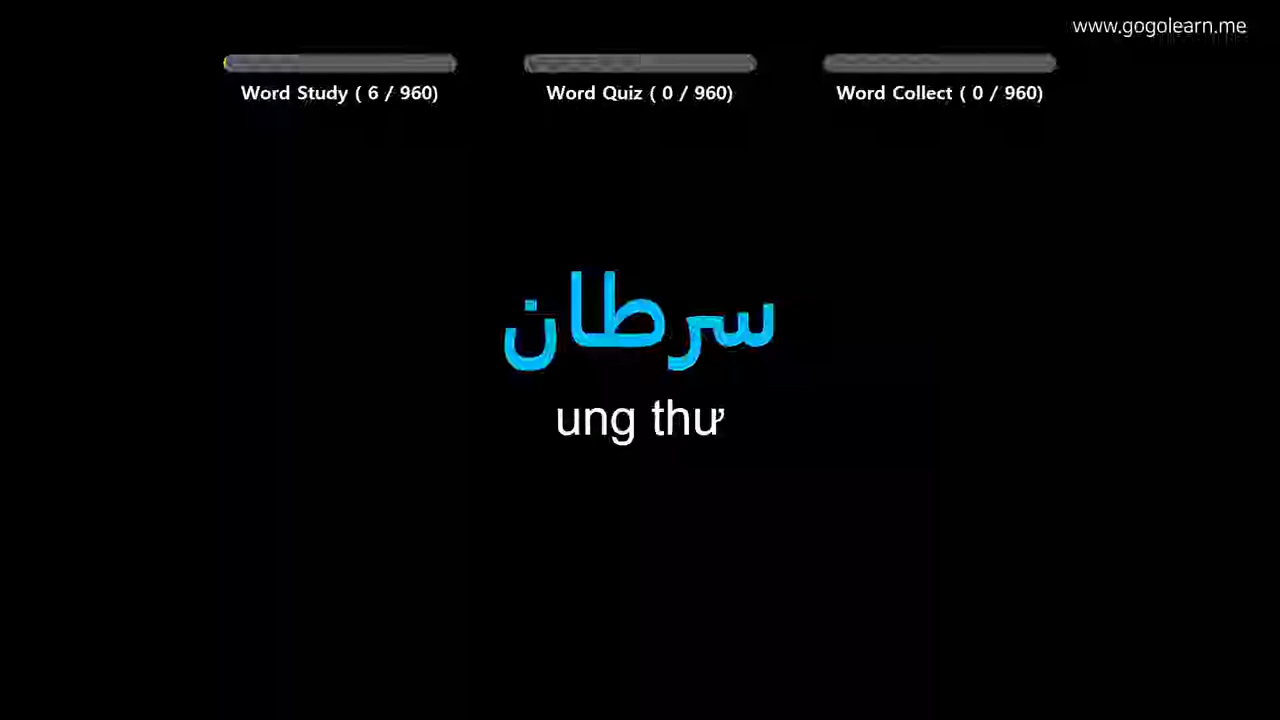 www.gogolearn.me
Word Study ( 6 / 960)
Word Quiz ( 0 / 960)
Word Collect ( 0 / 960)
سرطان
ung thư